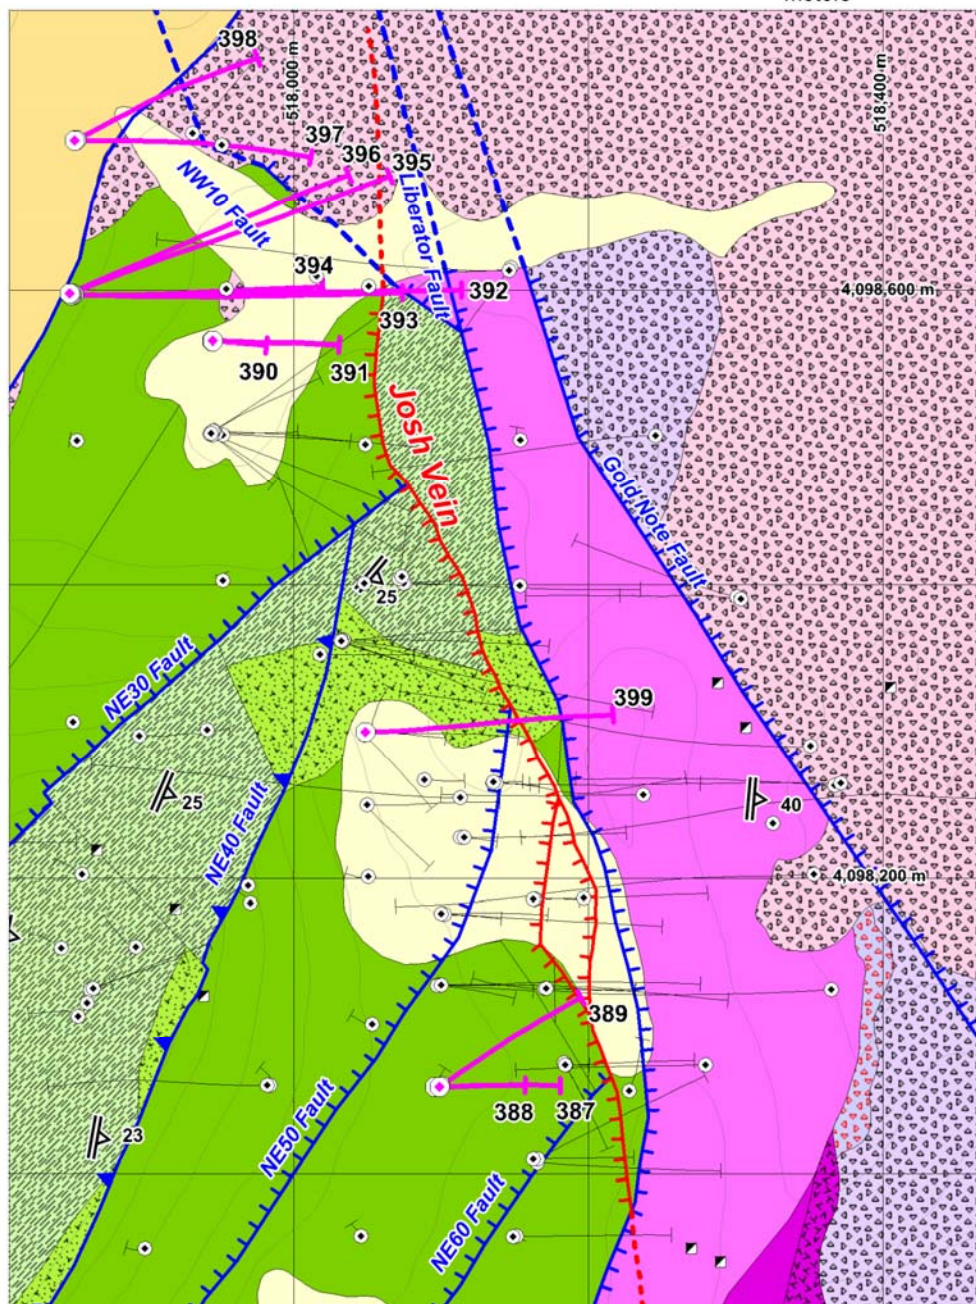 meters
398
518,000 m
518,400 m
397
396
395
NW10 Fault
Liberator Fault
394
392
4,098,600 m
393
390
391
Josh Vein
Gold Note Fault
25
NE30 Fault
399
25
40
NE40 Fault
4,098,200 m
389
388
387
23
NE50 Fault
NE60 Fault